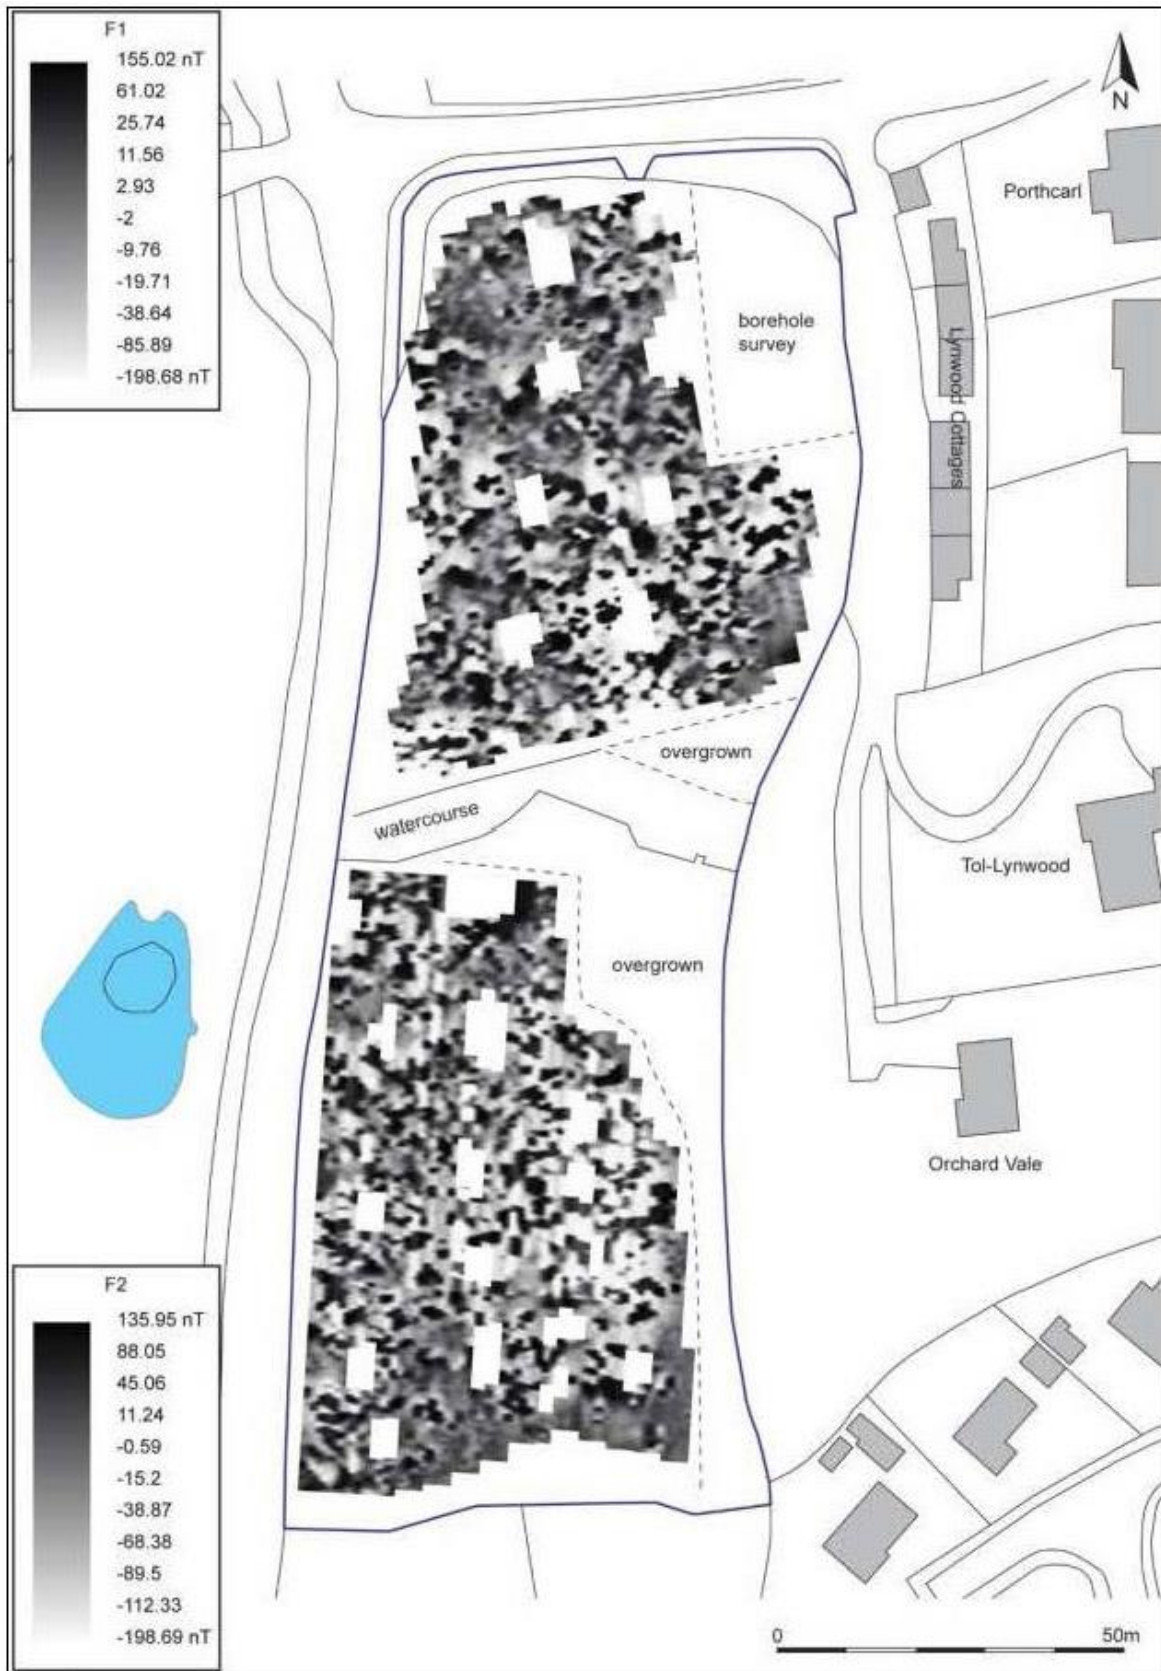 F1
155.02 nT
61.02
25.74
11.56
2.93
-2
-9.76
-19.71
-38.64
-85.89
-198.68 nT
N
Porthcarl
borehole
survey
Lynwood Cottages
overgrown
watercourse
Tol-Lynwood
overgrown
Orchard Vale
F2
135.95 nT
88.05
45.06
11.24
-0.59
-15.2
-38.87
-68.38
-89.5
-112.33
-198.69 nT
0
50m